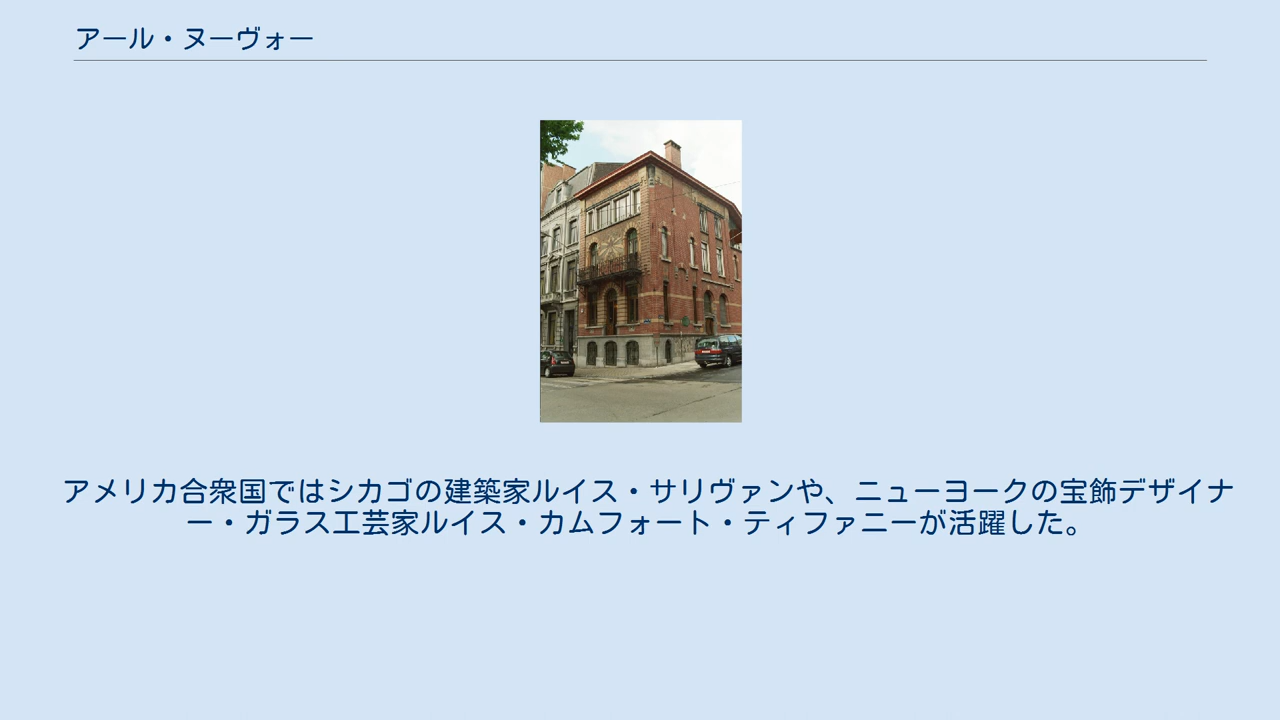 アール・ヌーヴォー
アメリカ合衆国ではシカゴの建築家ルイス・サリヴァンや、ニューヨークの宝飾デザイナ
ー・ガラス工芸家ルイス・カムフォート・ティファニーが活躍した。